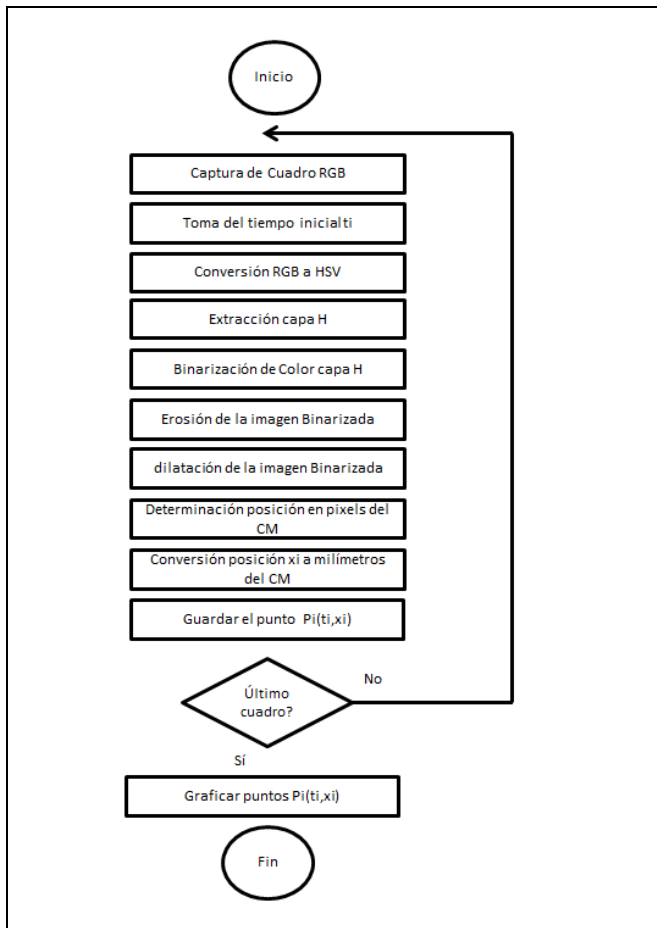 Inicio
Captura de Cuadro RGB
Toma del tiempo inicialti
Conversión RGB a HSV
Extracción capa H
Binarización de Color capa H
Erosión de la imagen Binarizada
dilatación de la imagen Binarizada
Determinación posición en pixels del
CM
Conversión posición xi a milímetros
del CM
Guardar el punto Pi(ti,xi)
Último
cuadro?
No
Sí
Graficar puntos Pi(ti,xi)
Fin